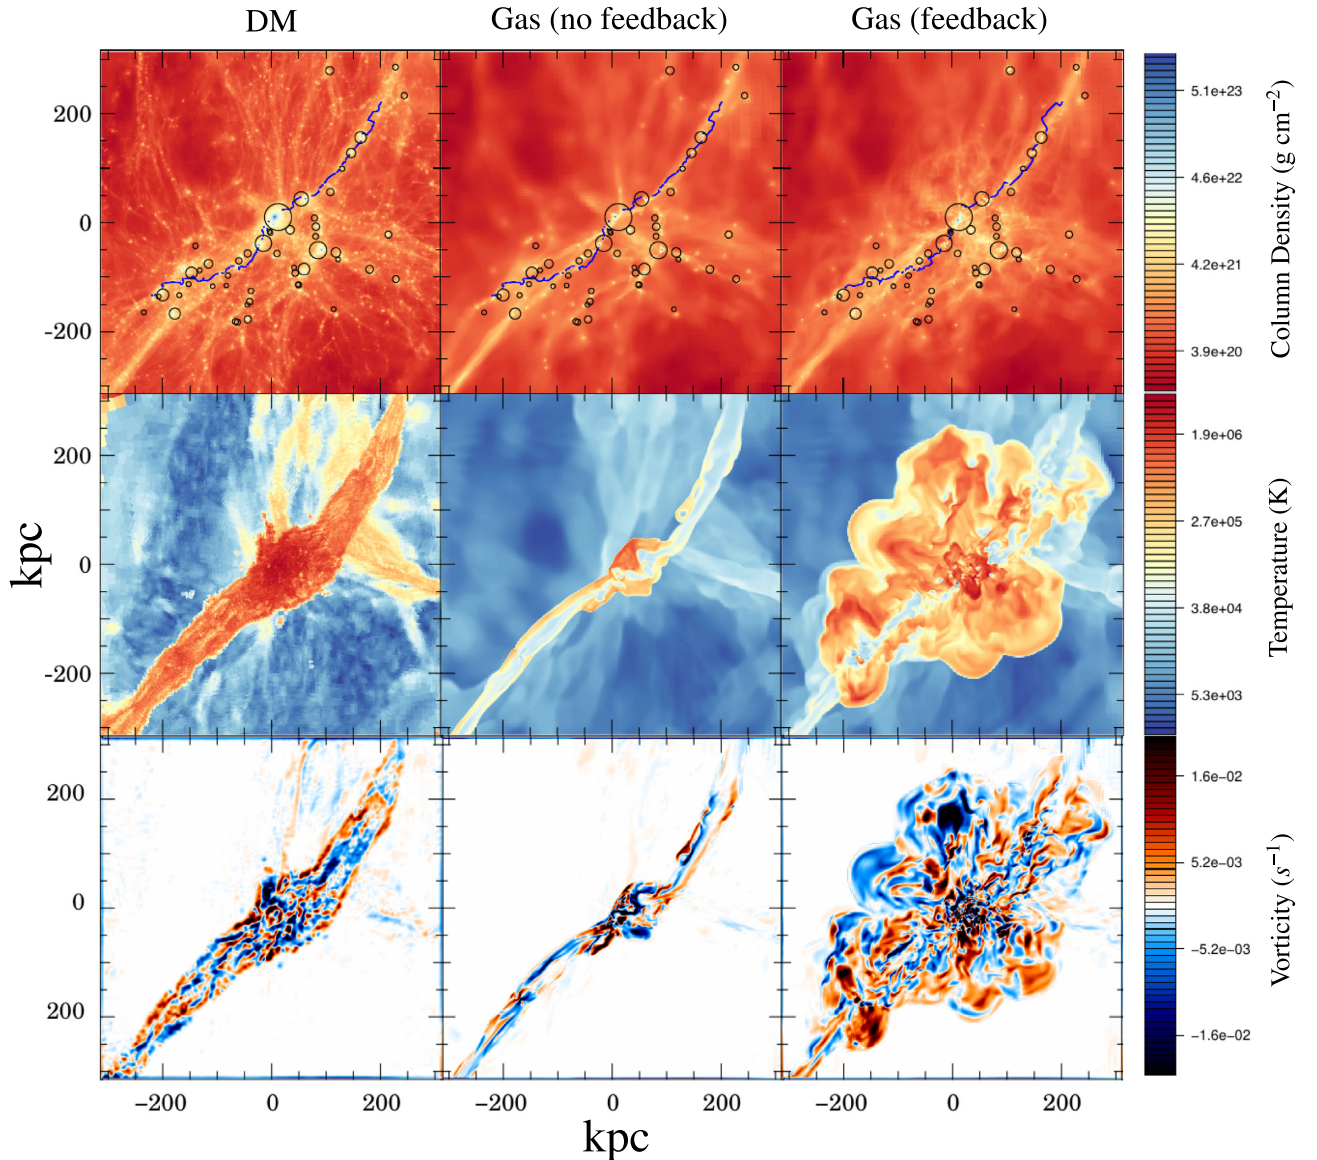 DM Gas (no feedback) Gas (feedback)
200
0
-200
5.1e+23
4.6e+22
4.2e+21
3.9e+20
Column Density (g cm−2)
200
0
-200
kpc
1.9e+06
2.7e+05
3.8e+04
5.3e+03
Temperature (K)
200
0
200
1.6e−02
5.2e−03
-5.2e−03
-1.6e−02
Vorticity (s−1)
−200 0 200 −200 0 200 −200 0 200
kpc